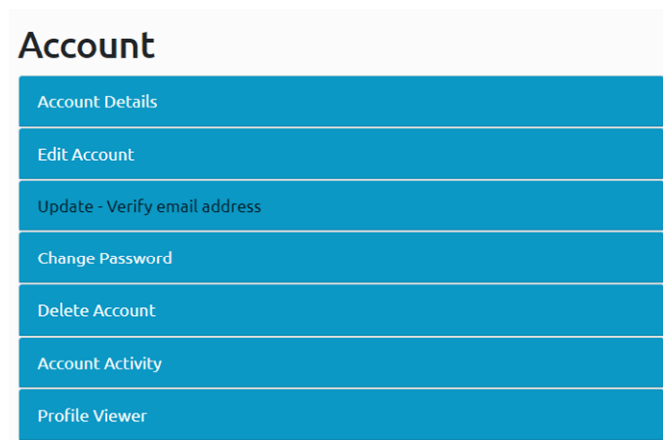 Account
Account Details
Edit Account
Update - Verify email address
Change Password
Delete Account
Account Activity
Profile Viewer